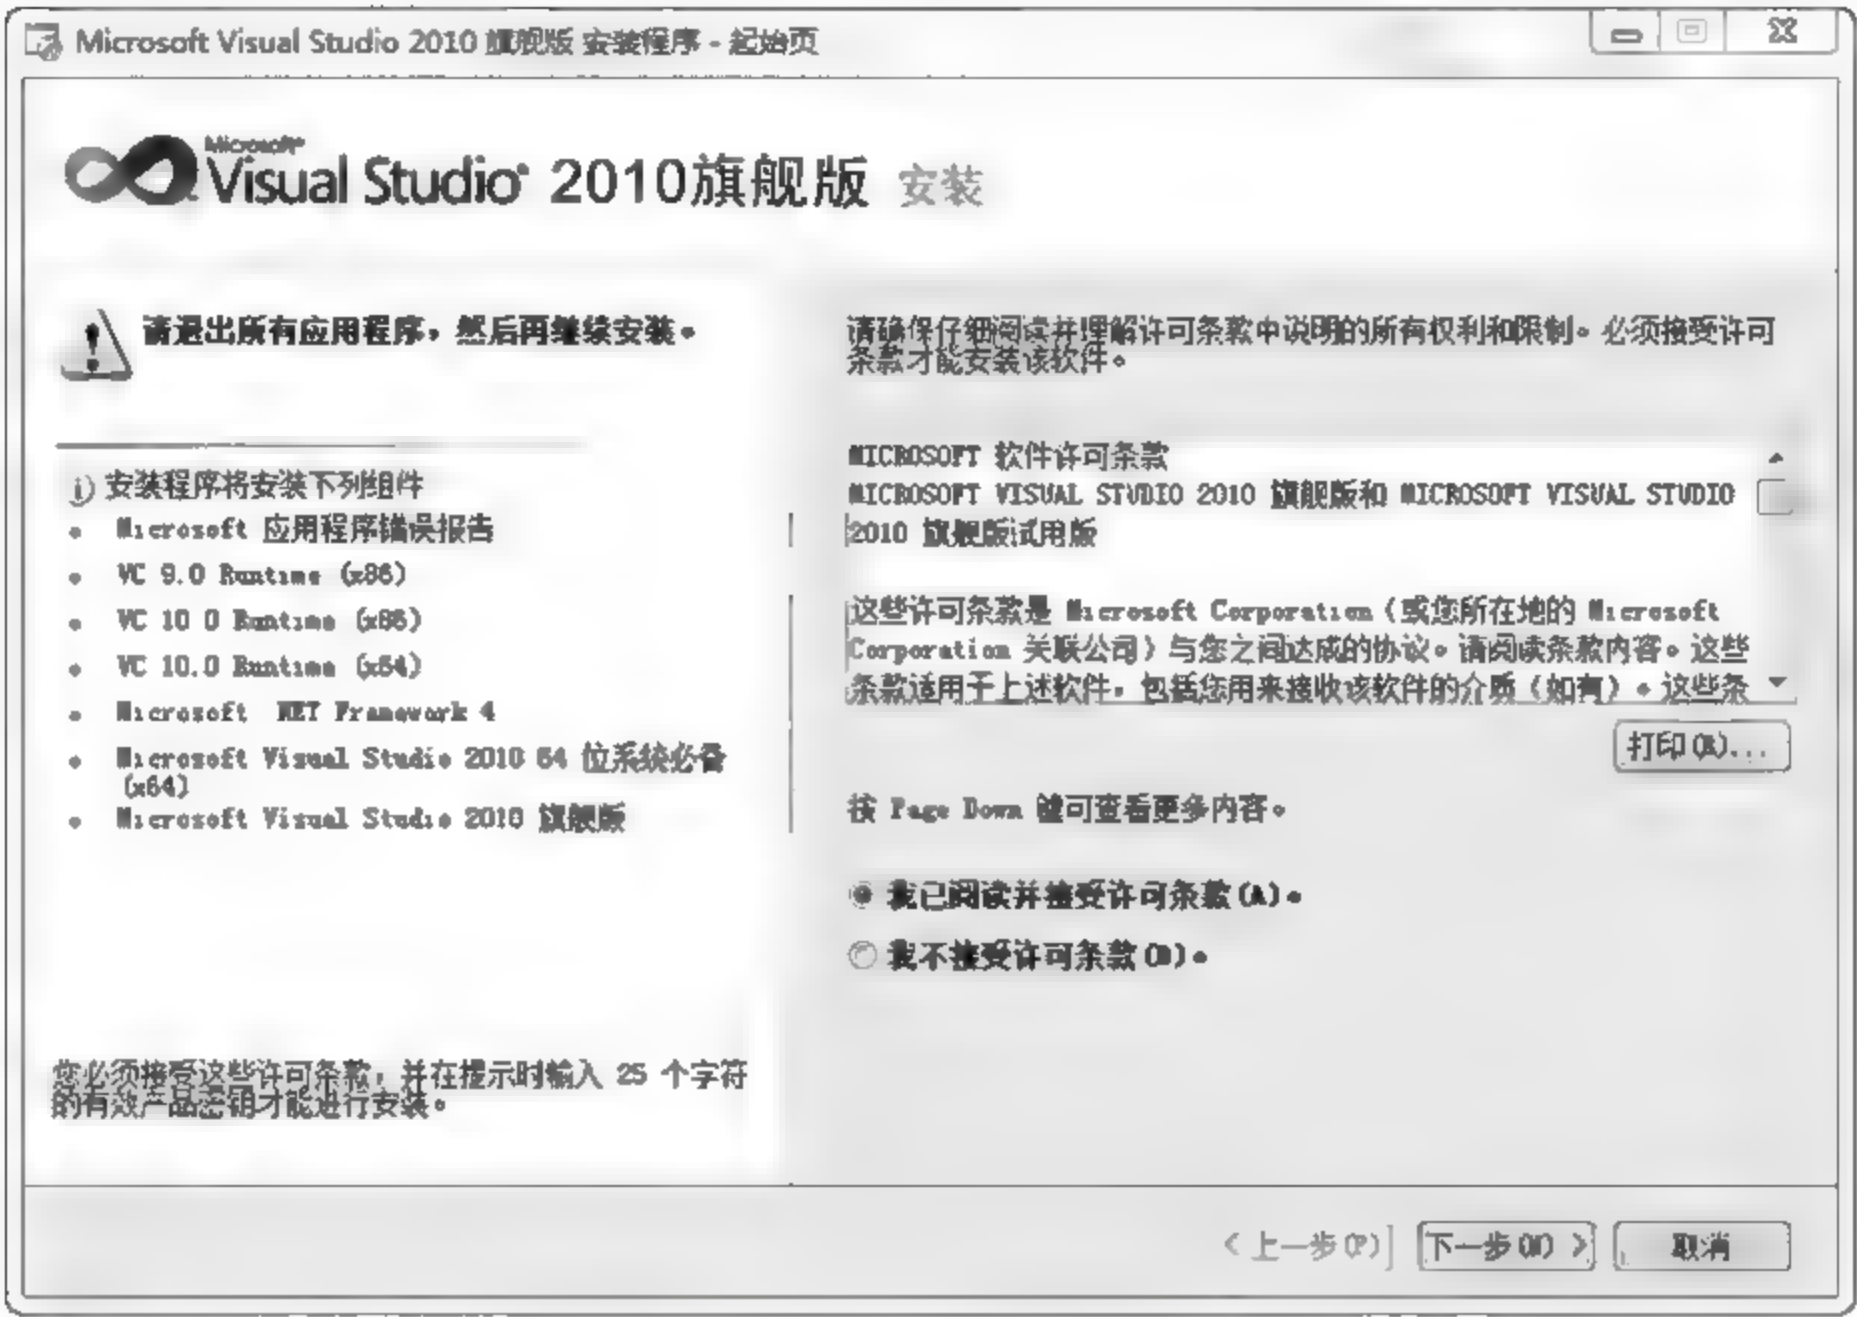 Microsoft Visual Studio 2010 旗舰版 安装程序 - 起始页
Microsoft
Visual Studio 2010旗舰版 安装
请退出所有应用程序，然后再继续安装。
安装程序将安装下列组件
Microsoft 应用程序错误报告
VC 9.0 Runtime (x86)
VC 10.0 Runtime (x86)
VC 10.0 Runtime (x64)
Microsoft .NET Framework 4
Microsoft Visual Studio 2010 64 位系统必备
(x64)
Microsoft Visual Studio 2010 旗舰版
您必须接受这些许可条款，并在提示时输入 25 个字符
的有效产品密钥才能进行安装。
请确保仔细阅读并理解许可条款中说明的所有权利和限制。必须接受许可
条款才能安装该软件。
MICROSOFT 软件许可条款
MICROSOFT VISUAL STUDIO 2010 旗舰版和 MICROSOFT VISUAL STUDIO
2010 旗舰版试用版
这些许可条款是 Microsoft Corporation（或您所在地的 Microsoft
Corporation 关联公司）与您之间达成的协议。请阅读条款内容。这些
条款适用于上述软件，包括您用来接收该软件的介质（如有）。这些条
打印(R)...
按 Page Down 键可查看更多内容。
我已阅读并接受许可条款(A)。
我不接受许可条款(D)。
< 上一步(P)
下一步(N) >
取消